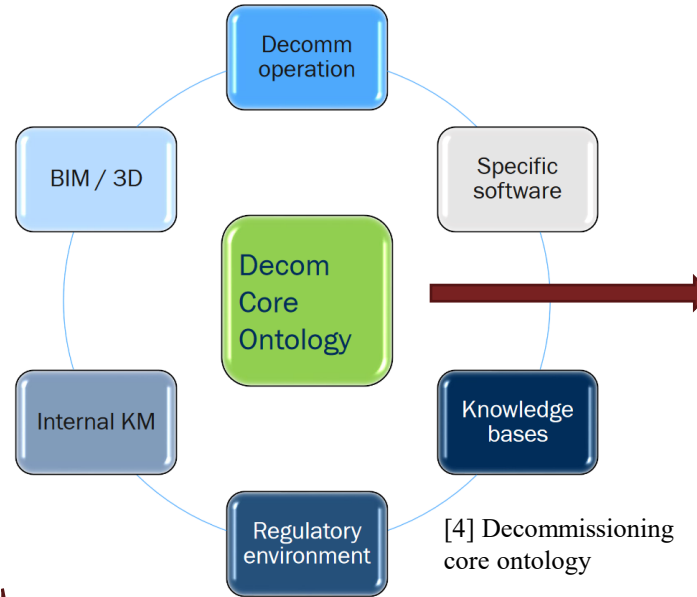 Decomm
operation
BIM / 3D
Specific
software
Decom
Core
Ontology
Internal KM
Knowledge
bases
Regulatory
environment
[4] Decommissioning
core ontology